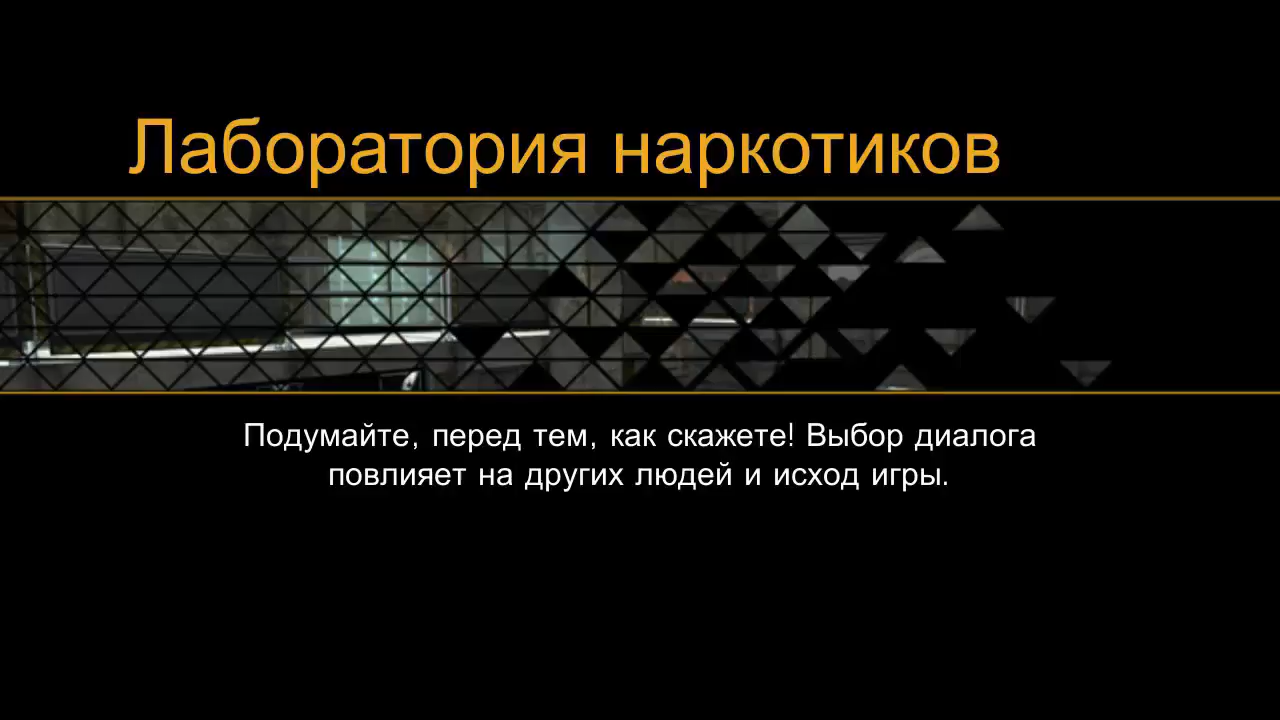 Лаборатория наркотиков
Подумайте, перед тем, как скажете! Выбор диалога
повлияет на других людей и исход игры.